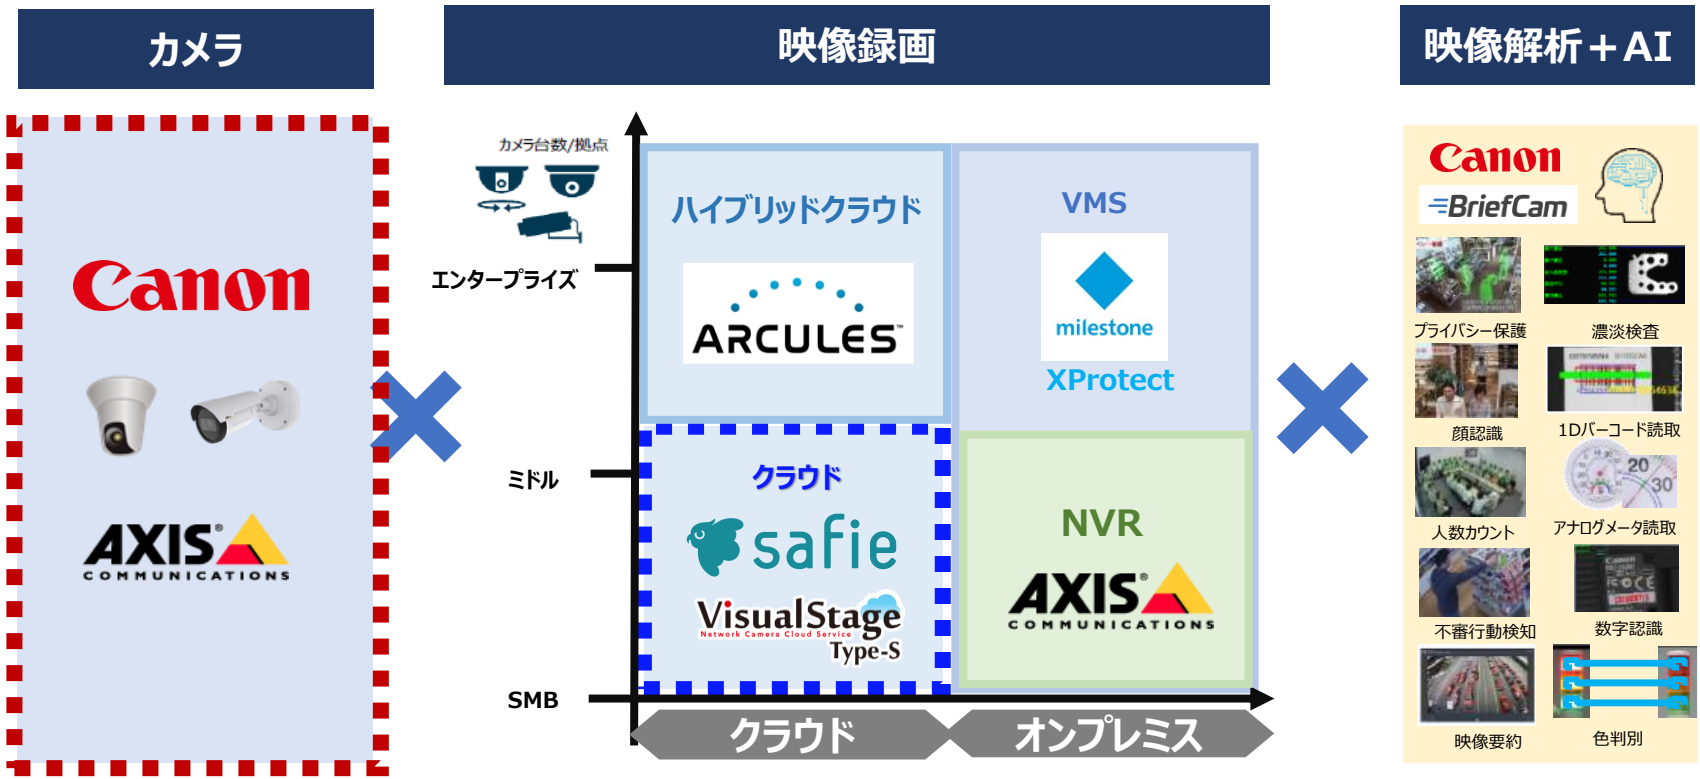 カメラ
映像録画
映像解析+AI
Canon
AXIS
COMMUNICATIONS
カメラ台数/拠点
エンタープライズ
ミドル
SMB
ハイブリッドクラウド
ARCULES™
VMS
milestone
XProtect
クラウド
safie
VisualStage
Network Camera Cloud Service
Type-S
NVR
AXIS
COMMUNICATIONS
クラウド
オンプレミス
Canon
BriefCam
プライバシー保護
濃淡検査
顔認識
1Dバーコード読取
20
30
人数カウント
アナログメータ読取
不審行動検知
数字認識
映像要約
色判別